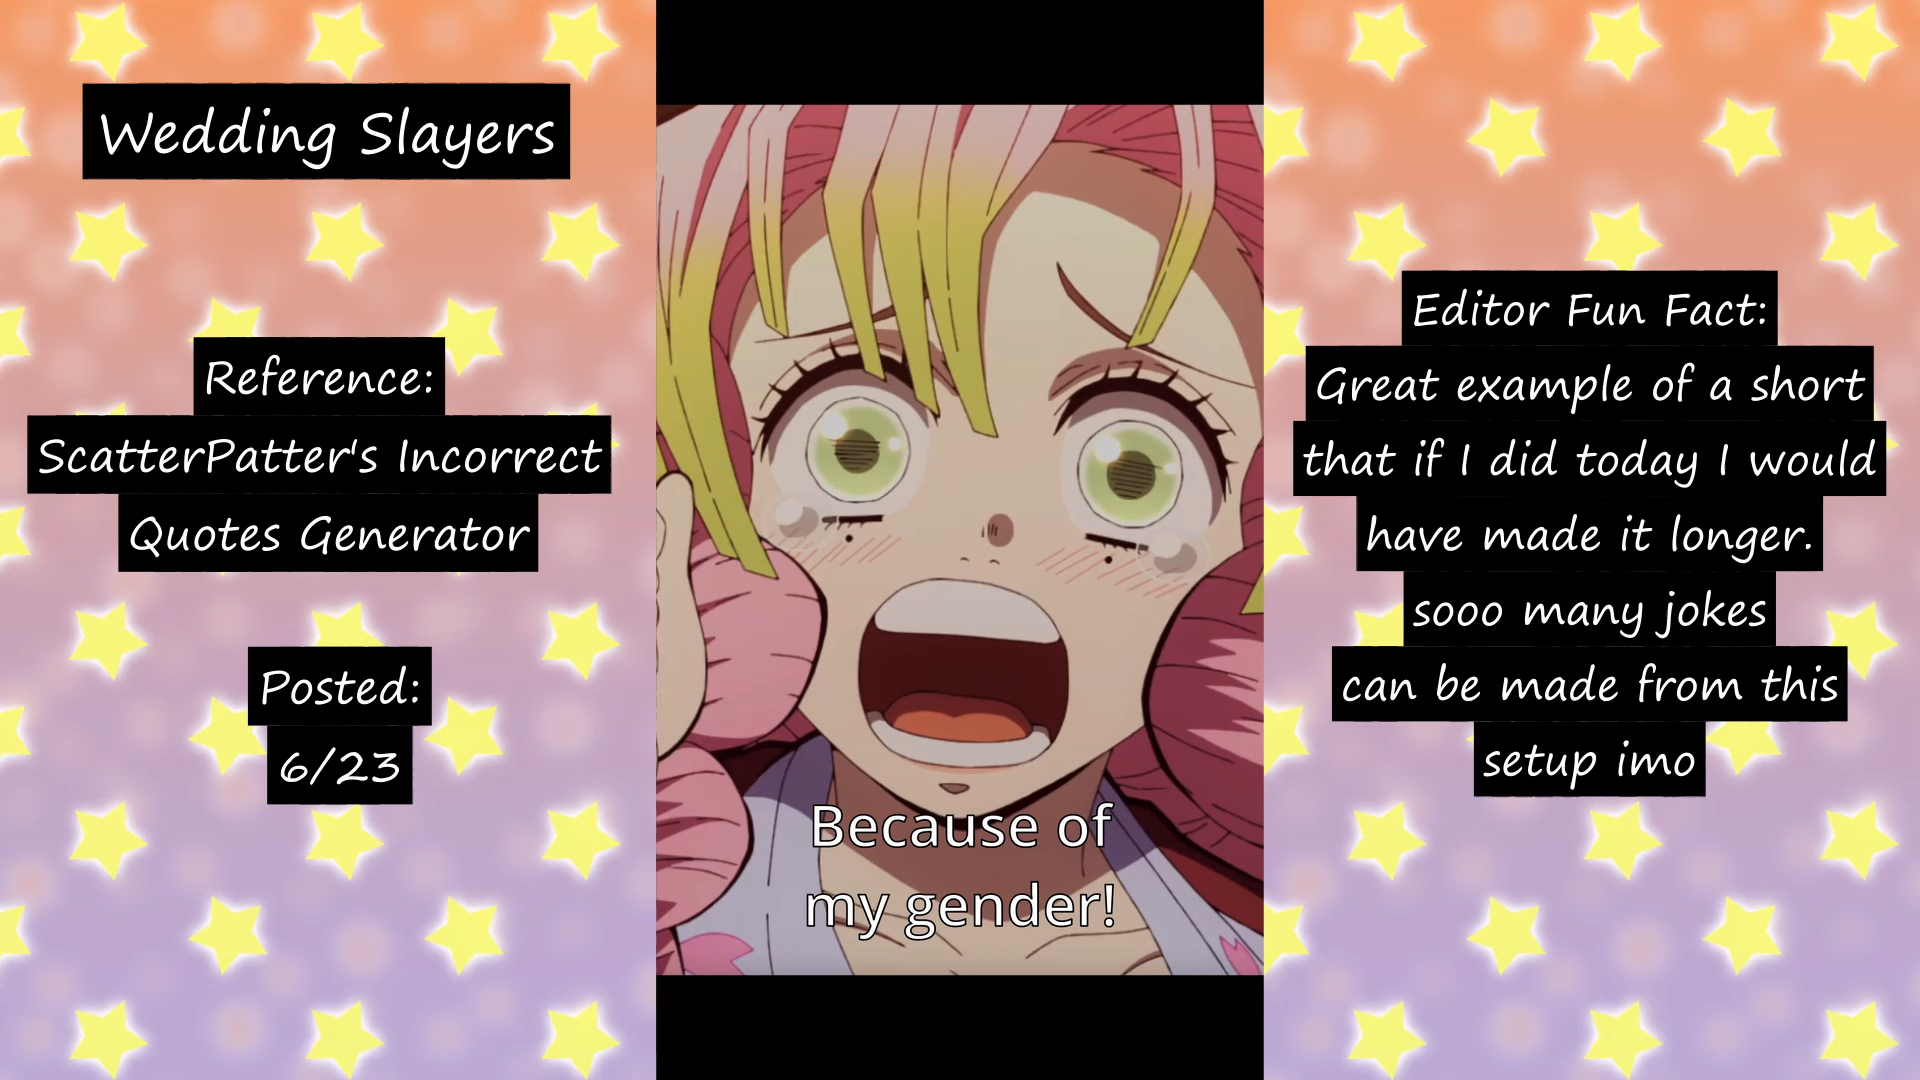 Wedding Slayers
Reference:
ScatterPatter's Incorrect
Quotes Generator
Posted:
6/23
Because of
my gender!
Editor Fun Fact:
Great example of a short
that if I did today I would
have made it longer.
sooo many jokes
can be made from this
setup imo